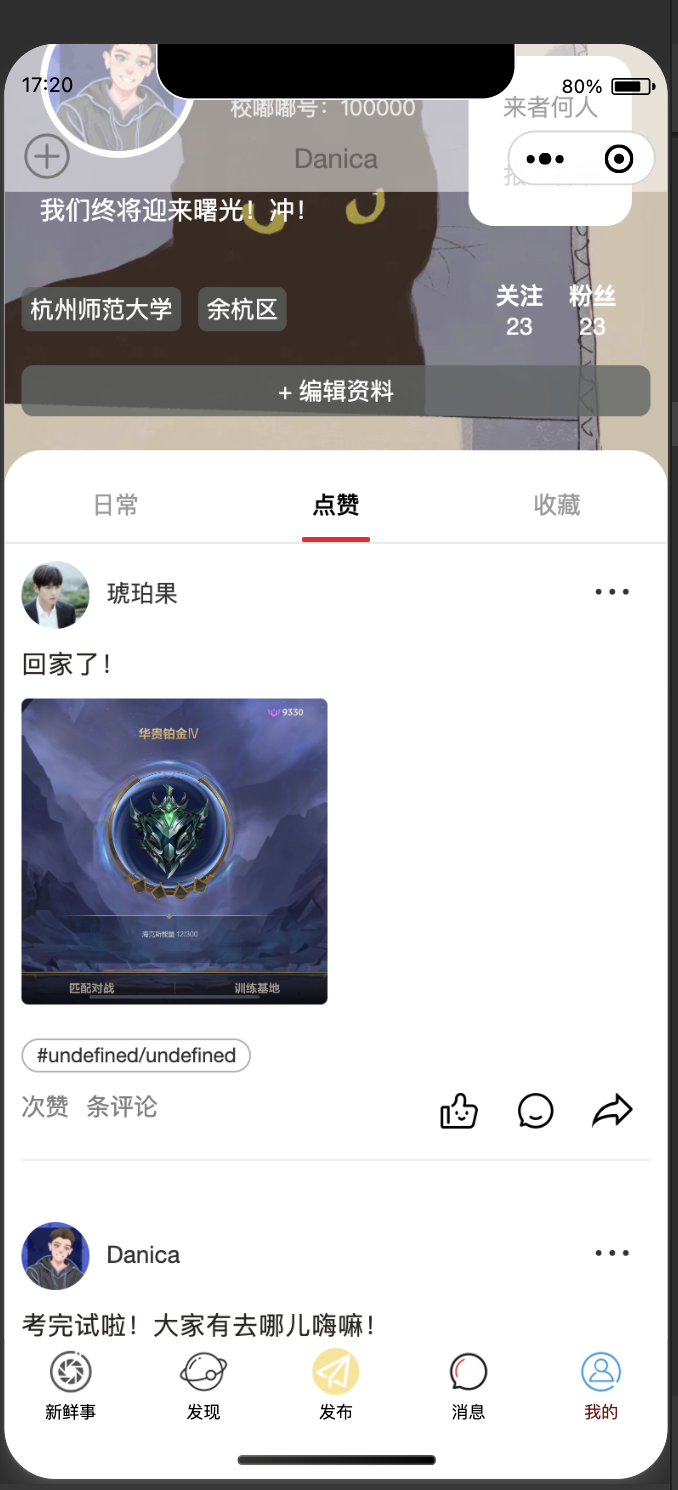 17:20
80%
校嘟嘟号：100000
来者何人
Danica
我们终将迎来曙光！冲！
杭州师范大学 余杭区
关注 粉丝
23 23
+ 编辑资料
日常 点赞 收藏
琥珀果
回家了！
9330
华贵铂金Ⅳ
匹配对战 训练基地
#undefined/undefined
次赞 条评论
Danica
考完试啦！大家有去哪儿嗨嘛！
新鲜事 发现 发布 消息 我的